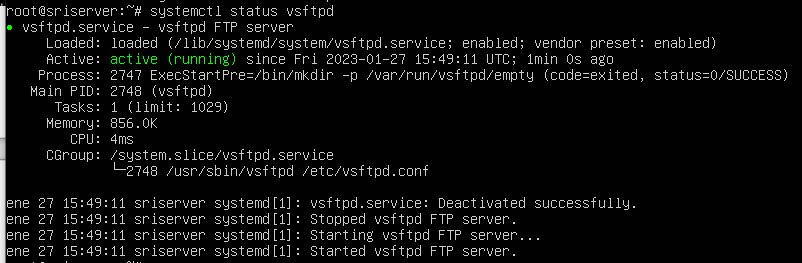 root@sriserver:~# systemctl status vsftpd
● vsftpd.service – vsftpd FTP server
Loaded: loaded (/lib/systemd/system/vsftpd.service; enabled; vendor preset: enabled)
Active: active (running) since Fri 2023-01-27 15:49:11 UTC; 1min 0s ago
Process: 2747 ExecStartPre=/bin/mkdir -p /var/run/vsftpd/empty (code=exited, status=0/SUCCESS)
Main PID: 2748 (vsftpd)
Tasks: 1 (limit: 1029)
Memory: 856.0K
CPU: 4ms
CGroup: /system.slice/vsftpd.service
└─2748 /usr/sbin/vsftpd /etc/vsftpd.conf
ene 27 15:49:11 sriserver systemd[1]: vsftpd.service: Deactivated successfully.
ene 27 15:49:11 sriserver systemd[1]: Stopped vsftpd FTP server.
ene 27 15:49:11 sriserver systemd[1]: Starting vsftpd FTP server...
ene 27 15:49:11 sriserver systemd[1]: Started vsftpd FTP server.